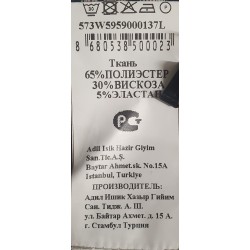 30
573W5959000137L
8 680538 500023
Ткань
65%ПОЛИЭСТЕР
30%ВИСКОЗА
5%ЭЛАСТАН
Adil Isik Hazir Giyim
San.Tic.A.Ş.
Baytar Ahmet.sk. No.15A
Istanbul, Turkiye
ПРОИЗВОДИТЕЛЬ:
Адил Ишик Хазыр Гийим
Сан. Тидж. А. Ш.
ул. Байтар Ахмет. д. 15 А.
г. Стамбул Турция